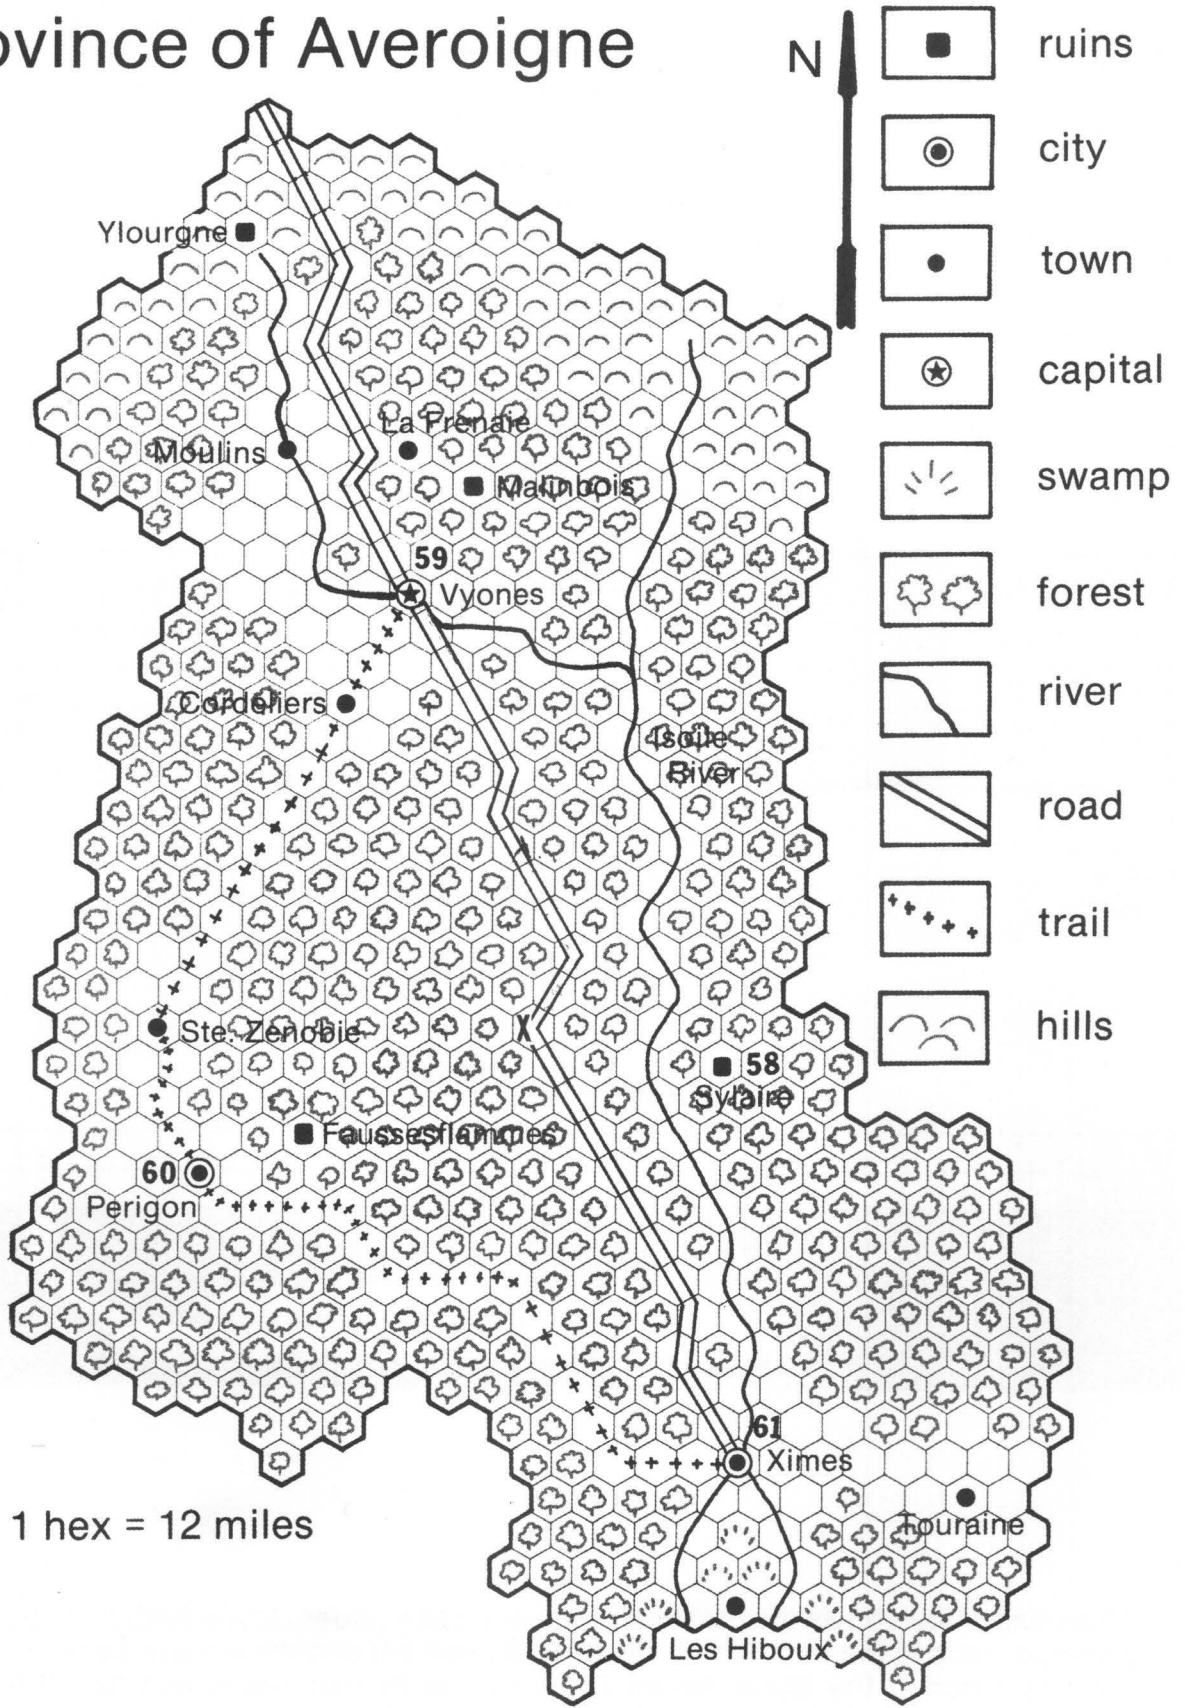 ovince of Averoigne
N
ruins
city
town
capital
swamp
forest
river
road
trail
hills
Ylourgne
La Frenaie
Moulins
Malinbois
59
Vyones
Cordeliers
Isoile
River
X
Ste. Zenobie
58
Sylaire
Faussesflammes
60
Perigon
61
Ximes
Touraine
Les Hiboux
1 hex = 12 miles